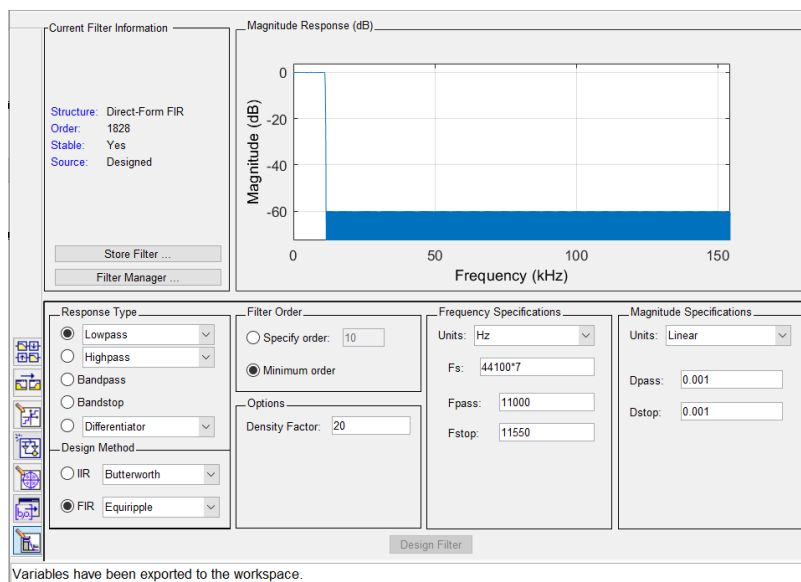 Current Filter Information
Structure: Direct-Form FIR
Order: 1828
Stable: Yes
Source: Designed
Store Filter ...
Filter Manager ...
Magnitude Response (dB)
0
-20
-40
-60
Magnitude (dB)
0 50 100 150
Frequency (kHz)
Response Type
Lowpass
Highpass
Bandpass
Bandstop
Differentiator
Design Method
IIR Butterworth
FIR Equiripple
Filter Order
Specify order: 10
Minimum order
Options
Density Factor: 20
Frequency Specifications
Units: Hz
Fs: 44100*7
Fpass: 11000
Fstop: 11550
Magnitude Specifications
Units: Linear
Dpass: 0.001
Dstop: 0.001
Design Filter
Variables have been exported to the workspace.